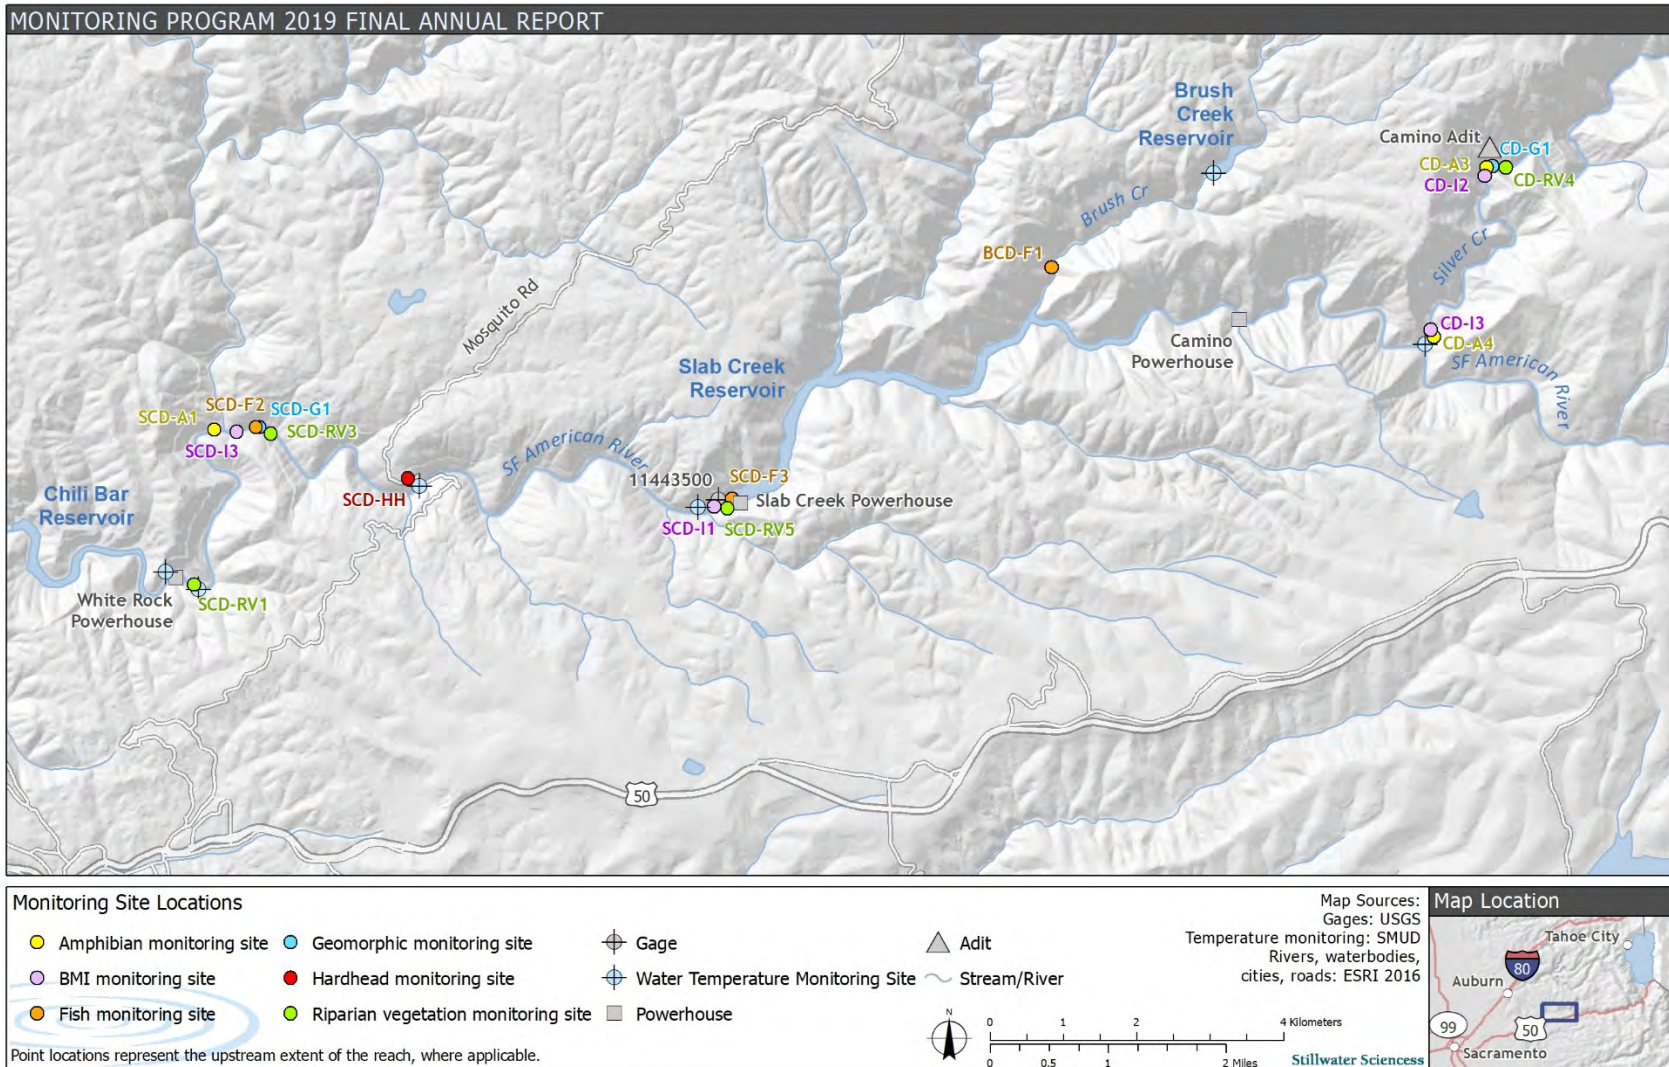 MONITORING PROGRAM 2019 FINAL ANNUAL REPORT
Brush
Creek
Reservoir
Camino Adit
CD-G1
CD-A3
CD-I2
CD-RV4
Brush Cr
BCD-F1
Silver Cr
Mosquito Rd
CD-I3
CD-A4
Camino
Powerhouse
SF American River
Slab Creek
Reservoir
SCD-A1
SCD-F2
SCD-G1
SCD-RV3
SCD-I3
SF American River
11443500
SCD-F3
Slab Creek Powerhouse
SCD-HH
Chili Bar
Reservoir
SCD-I1
SCD-RV5
White Rock
Powerhouse
SCD-RV1
50
Monitoring Site Locations
Amphibian monitoring site
BMI monitoring site
Fish monitoring site
Geomorphic monitoring site
Hardhead monitoring site
Riparian vegetation monitoring site
Gage
Water Temperature Monitoring Site
Powerhouse
Adit
Stream/River
Point locations represent the upstream extent of the reach, where applicable.
N
0 1 2 4 Kilometers
0 0.5 1 2 Miles
Map Sources:
Gages: USGS
Temperature monitoring: SMUD
Rivers, waterbodies,
cities, roads: ESRI 2016
Stillwater Sciencess
Map Location
Tahoe City
80
Auburn
99
50
Sacramento